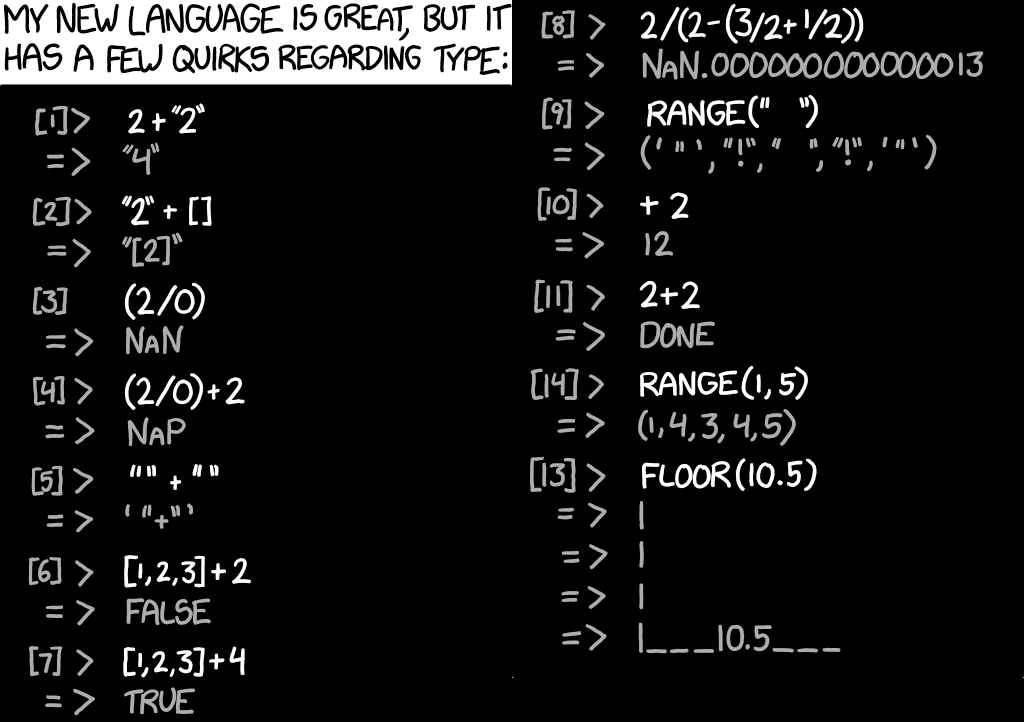 MY NEW LANGUAGE IS GREAT, BUT IT
HAS A FEW QUIRKS REGARDING TYPE:
[1]> 2+"2"
=> "4"
[2]> "2" + []
=> "[2]"
[3] (2/0)
=> NaN
[4]> (2/0)+2
=> NaP
[5]> "" + ""
=> ' "+" '
[6]> [1,2,3]+2
=> FALSE
[7]> [1,2,3]+4
=> TRUE
[8]> 2/(2-(3/2+1/2))
=> NaN.000000000000013
[9]> RANGE(" ")
=> (' " ', "!", " ", "!", ' " ')
[10]> + 2
=> 12
[11]> 2+2
=> DONE
[14]> RANGE(1,5)
=> (1,4,3,4,5)
[13]> FLOOR(10.5)
=> |
=> |
=> |
=> |___10.5___